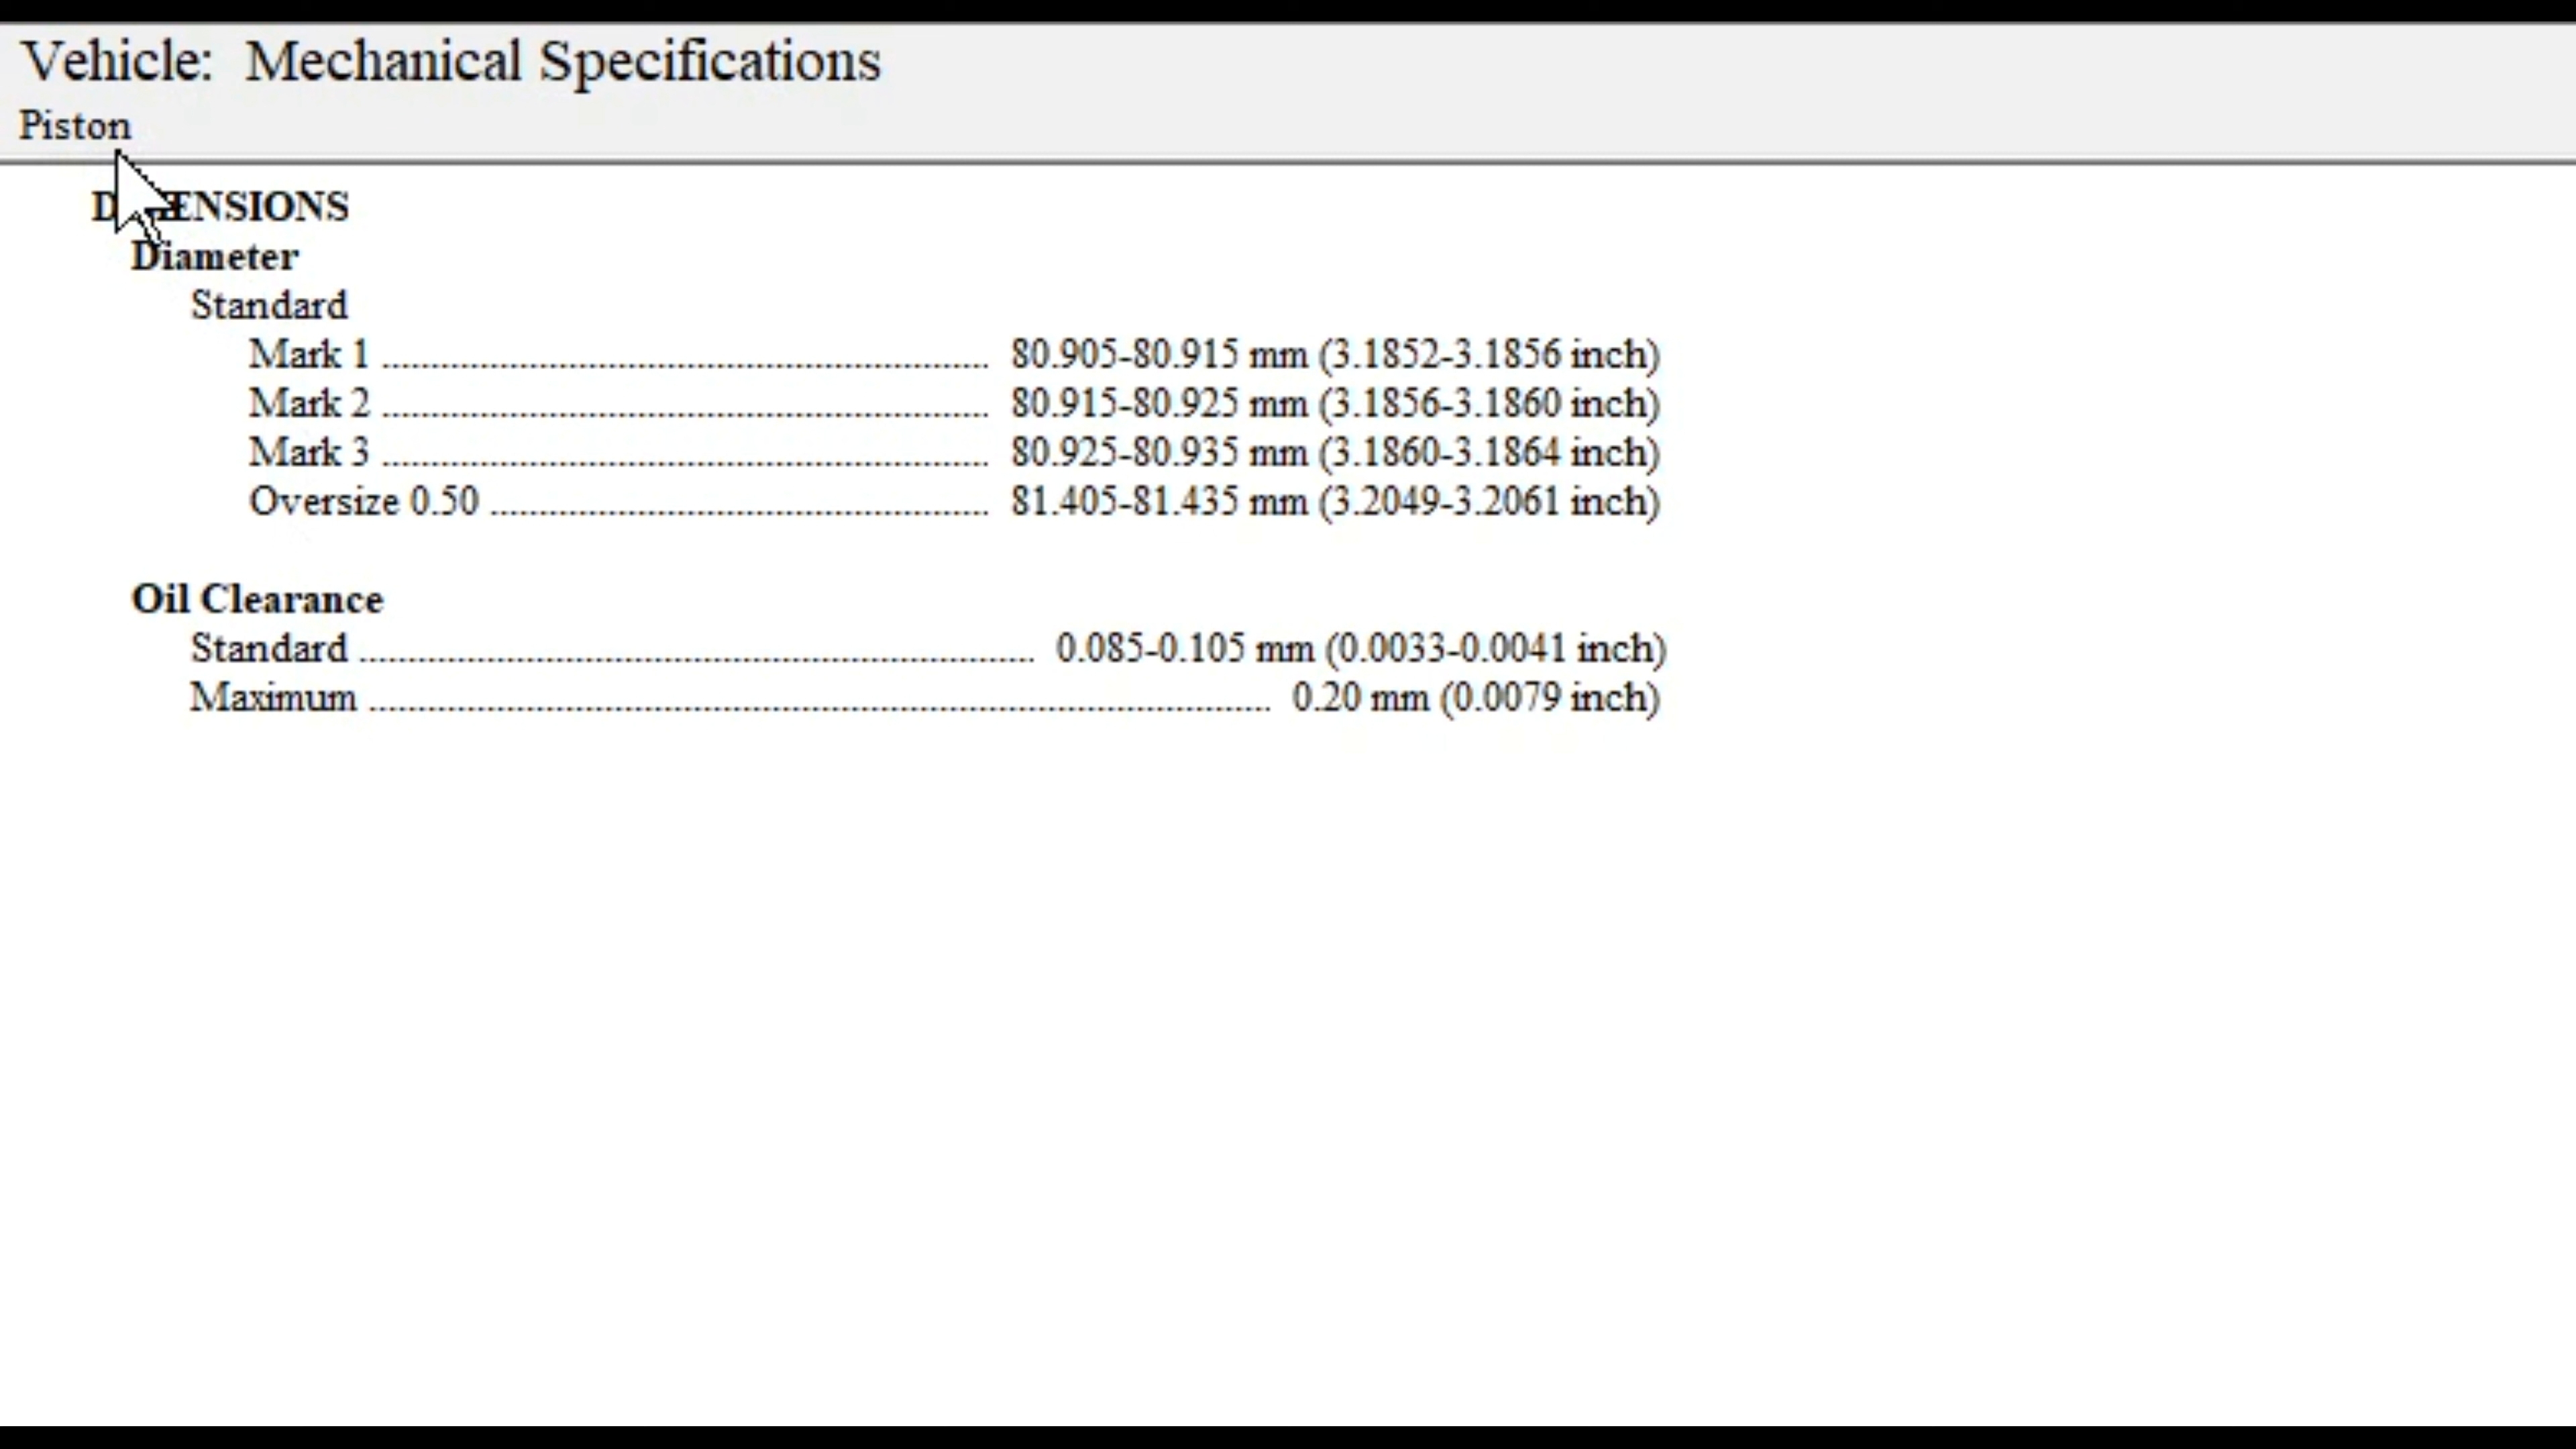 Vehicle:  Mechanical Specifications
Piston
DIMENSIONS
Diameter
Standard
Mark 1 ........................................ 80.905-80.915 mm (3.1852-3.1856 inch)
Mark 2 ........................................ 80.915-80.925 mm (3.1856-3.1860 inch)
Mark 3 ........................................ 80.925-80.935 mm (3.1860-3.1864 inch)
Oversize 0.50 ........................................ 81.405-81.435 mm (3.2049-3.2061 inch)
Oil Clearance
Standard ........................................ 0.085-0.105 mm (0.0033-0.0041 inch)
Maximum ........................................ 0.20 mm (0.0079 inch)